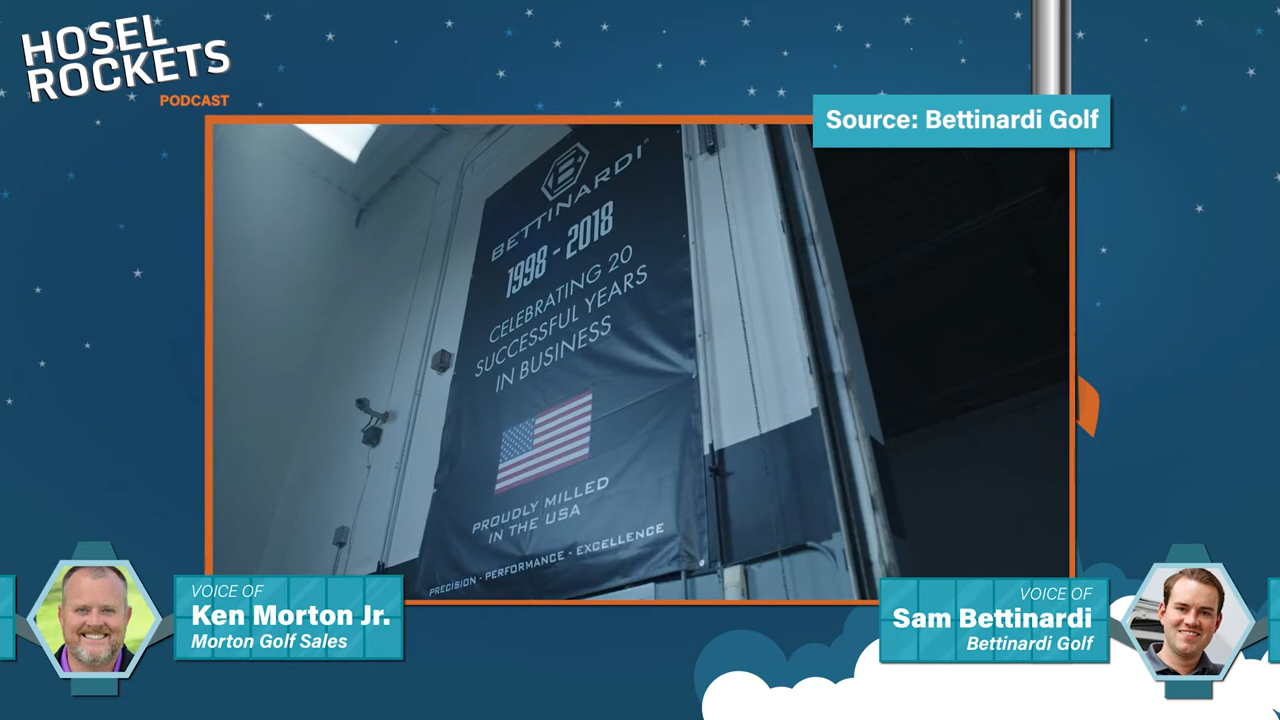 HOSEL
ROCKETS
PODCAST
Source: Bettinardi Golf
B
BETTINARDI®
1998 - 2018
CELEBRATING 20
SUCCESSFUL YEARS
IN BUSINESS
PROUDLY MILLED
IN THE USA
PRECISION - PERFORMANCE - EXCELLENCE
VOICE OF
Ken Morton Jr.
Morton Golf Sales
VOICE OF
Sam Bettinardi
Bettinardi Golf